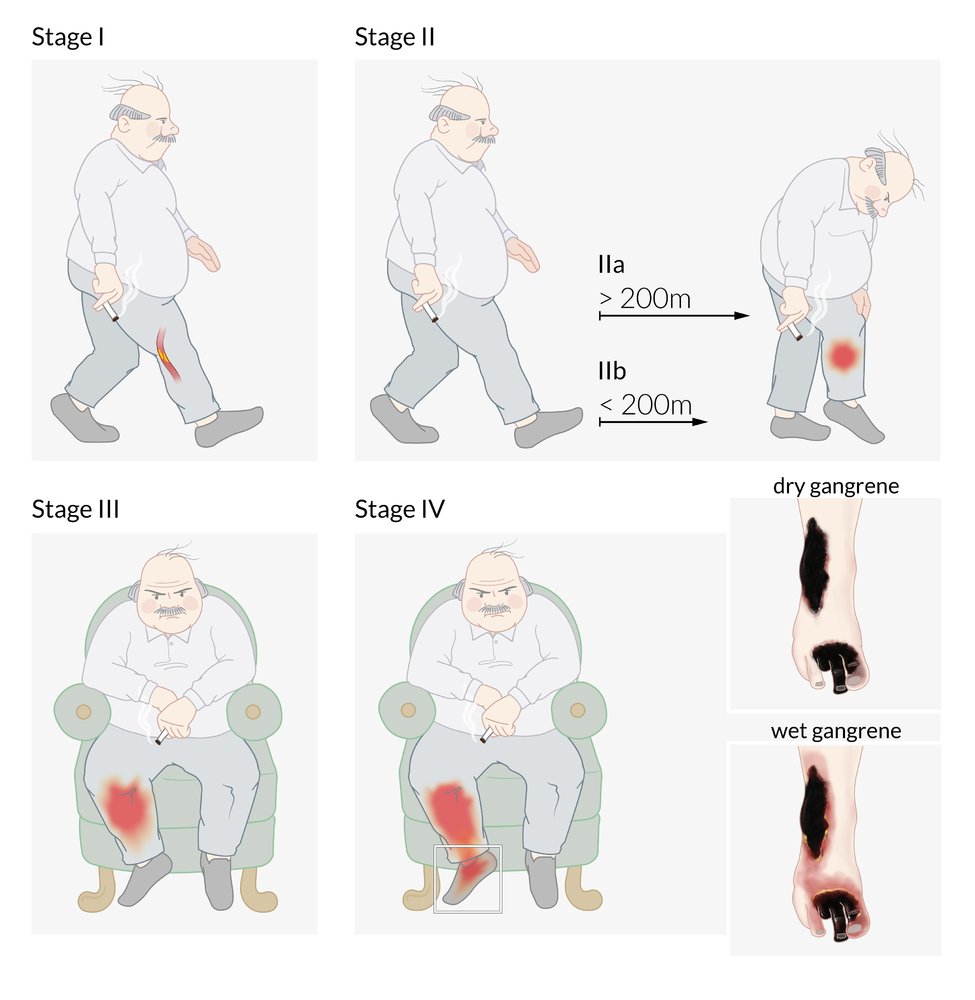 Stage I
Stage II
IIa
> 200m
IIb
< 200m
Stage III
Stage IV
dry gangrene
wet gangrene